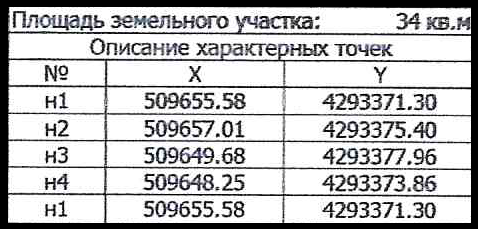 Площадь земельного участка: 34 кв.м
Описание характерных точек
№ X Y
н1 509655.58 4293371.30
н2 509657.01 4293375.40
н3 509649.68 4293377.96
н4 509648.25 4293373.86
н1 509655.58 4293371.30